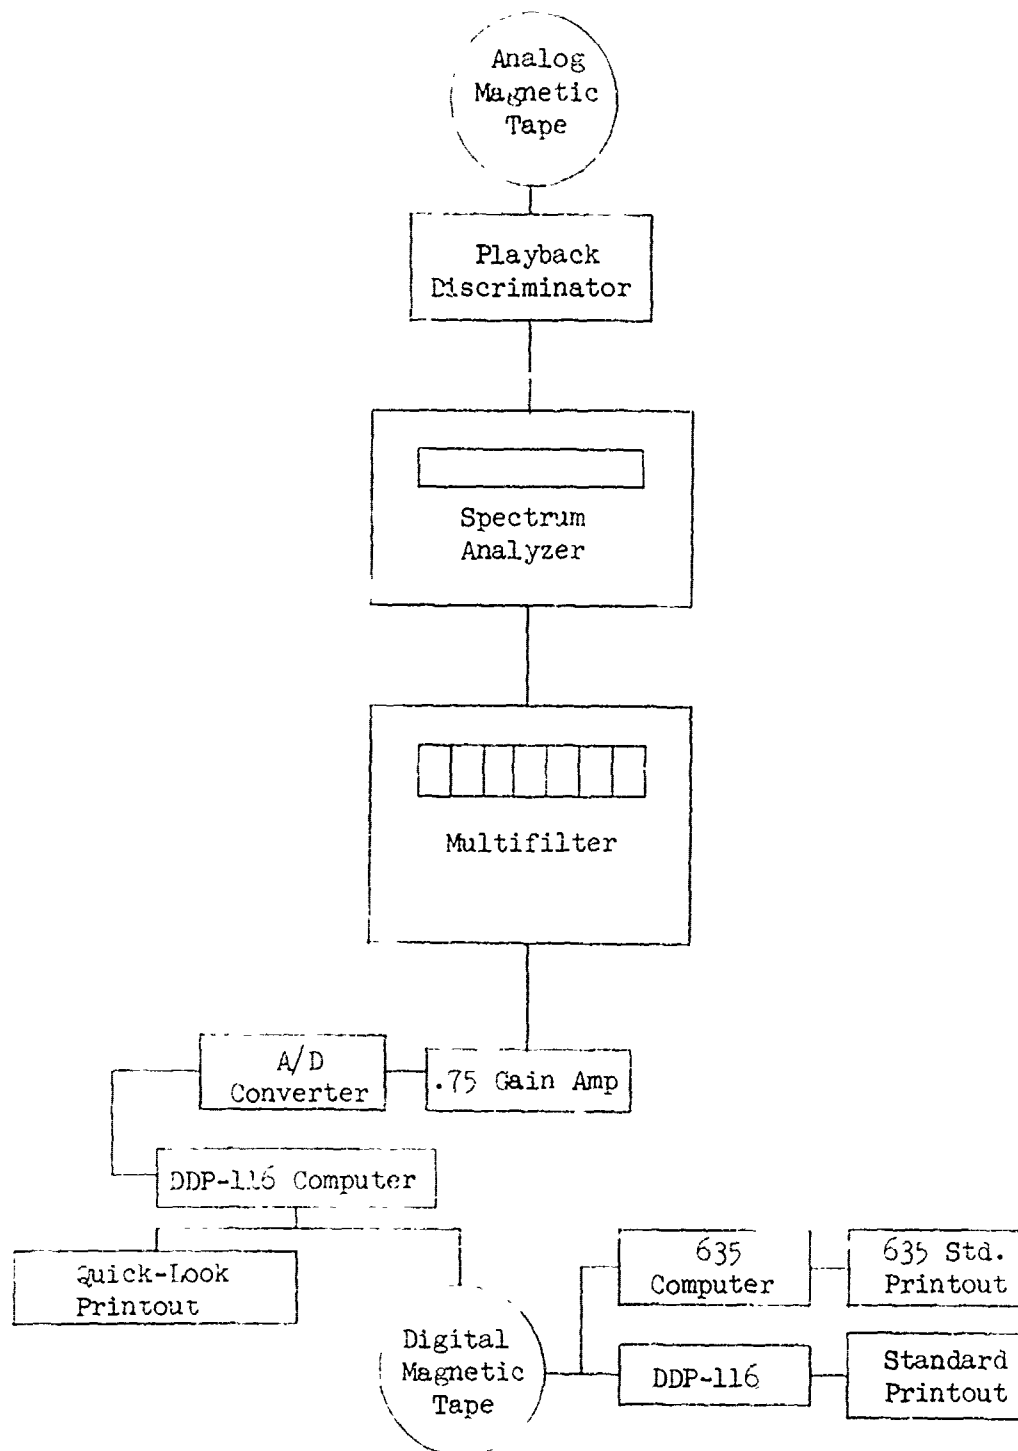 Analog
Magnetic
Tape
Playback
Discriminator
Spectrum
Analyzer
Multifilter
A/D
Converter
.75 Gain Amp
DDP-116 Computer
Quick-Look
Printout
635
Computer
635 Std.
Printout
Digital
Magnetic
Tape
DDP-116
Standard
Printout